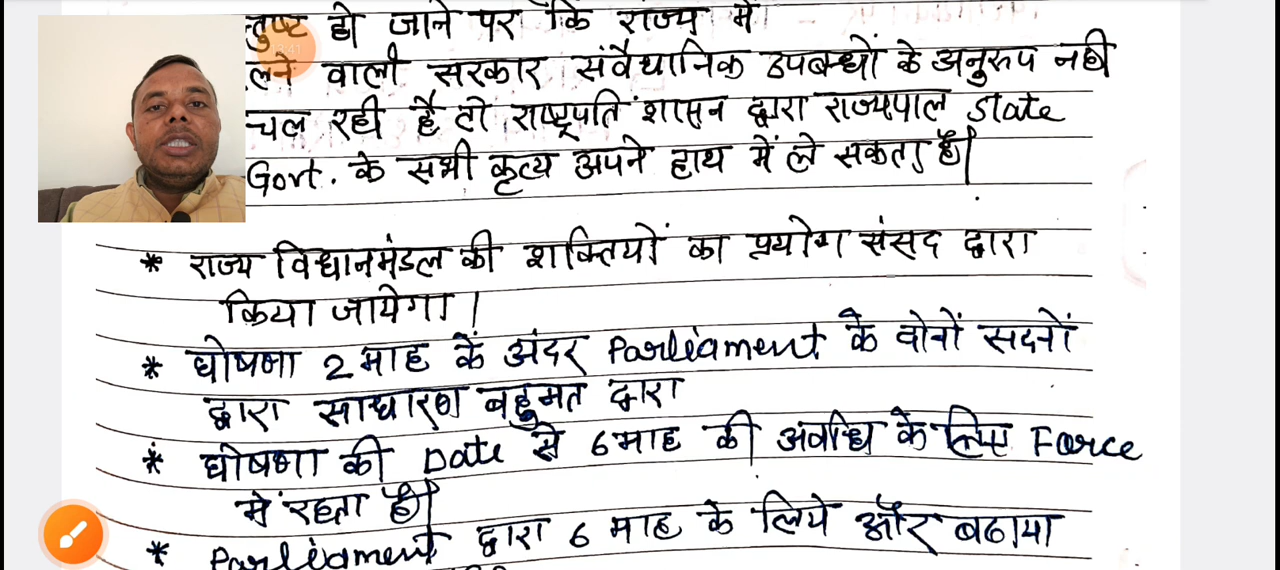 तुष्ट हो जाने पर कि राज्य में
लने वाली सरकार संवैधानिक उपबन्धों के अनुरूप नही
चल रही है तो राष्ट्रपति शासन द्वारा राज्यपाल State
Govt. के सभी कृत्य अपने हाथ में ले सकता है।
* राज्य विधानमंडल की शक्तियों का प्रयोग संसद द्वारा
किया जायेगा।
* घोषणा 2 माह के अंदर Parliament के दोनों सदनों
द्वारा साधारण बहुमत द्वारा
* घोषणा की Date से 6 माह की अवधि के लिए Force
में रहता है।
* Parliament द्वारा 6 माह के लिये और बढाया